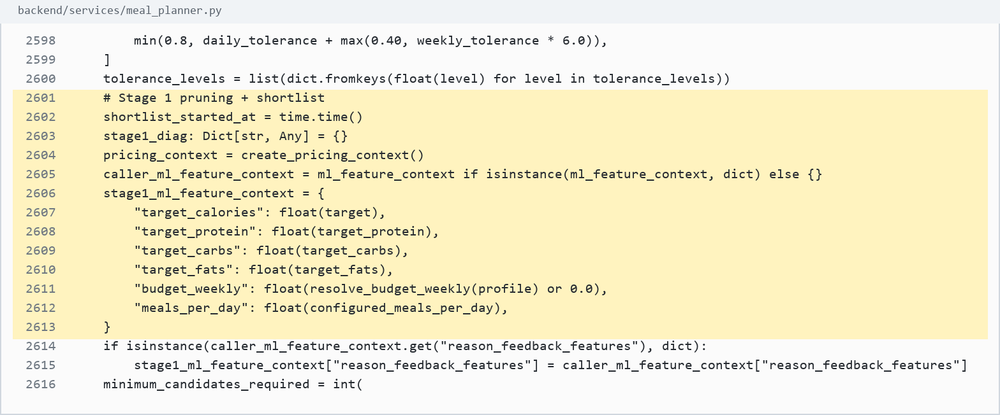 backend/services/meal_planner.py
2598             min(0.8, daily_tolerance + max(0.40, weekly_tolerance * 6.0)),
2599         ]
2600         tolerance_levels = list(dict.fromkeys(float(level) for level in tolerance_levels))
2601         # Stage 1 pruning + shortlist
2602         shortlist_started_at = time.time()
2603         stage1_diag: Dict[str, Any] = {}
2604         pricing_context = create_pricing_context()
2605         caller_ml_feature_context = ml_feature_context if isinstance(ml_feature_context, dict) else {}
2606         stage1_ml_feature_context = {
2607             "target_calories": float(target),
2608             "target_protein": float(target_protein),
2609             "target_carbs": float(target_carbs),
2610             "target_fats": float(target_fats),
2611             "budget_weekly": float(resolve_budget_weekly(profile) or 0.0),
2612             "meals_per_day": float(configured_meals_per_day),
2613         }
2614         if isinstance(caller_ml_feature_context.get("reason_feedback_features"), dict):
2615             stage1_ml_feature_context["reason_feedback_features"] = caller_ml_feature_context["reason_feedback_features"]
2616         minimum_candidates_required = int(